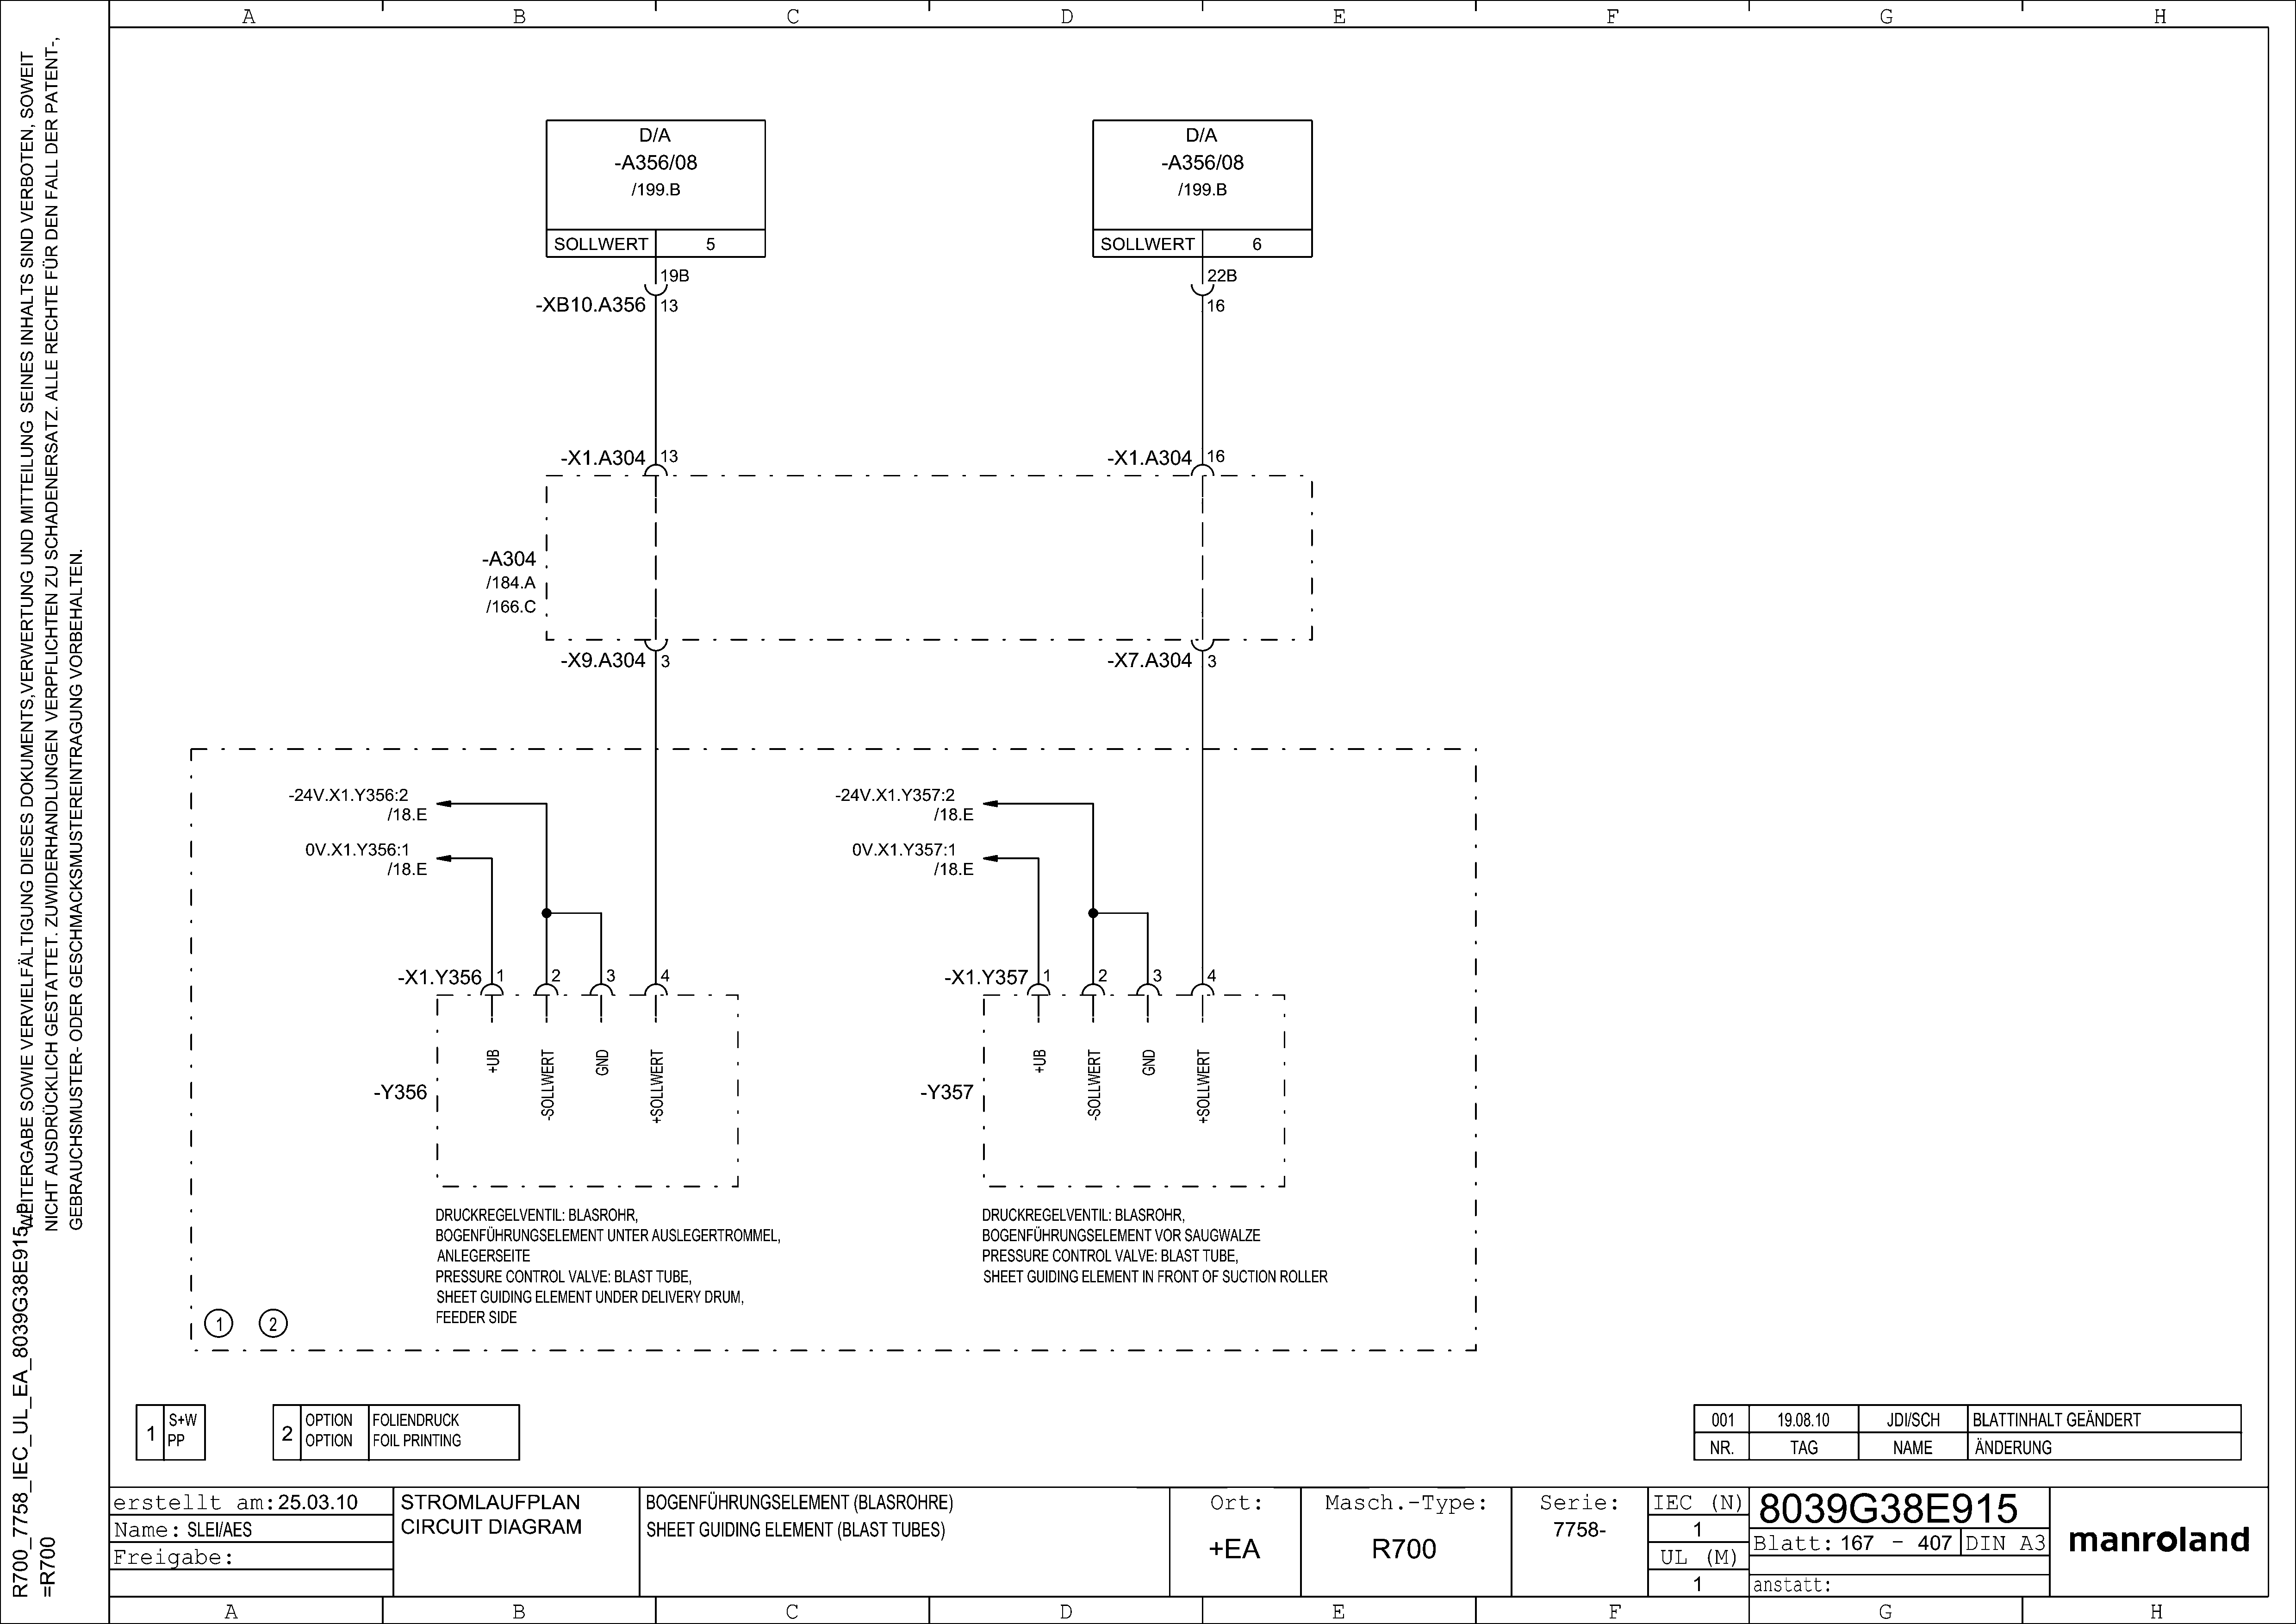 A B C D E F G H
WEITERGABE SOWIE VERVIELFÄLTIGUNG DIESES DOKUMENTS,VERWERTUNG UND MITTEILUNG SEINES INHALTS SIND VERBOTEN, SOWEIT
NICHT AUSDRÜCKLICH GESTATTET. ZUWIDERHANDLUNGEN VERPFLICHTEN ZU SCHADENERSATZ. ALLE RECHTE FÜR DEN FALL DER PATENT-,
GEBRAUCHSMUSTER- ODER GESCHMACKSMUSTEREINTRAGUNG VORBEHALTEN.
=R700
D/A
-A356/08
/199.B
SOLLWERT 5
19B
-XB10.A356 13
D/A
-A356/08
/199.B
SOLLWERT 6
22B
16
-X1.A304 13
-X1.A304 16
-A304
/184.A
/166.C
-X9.A304 3
-X7.A304 3
-24V.X1.Y356:2
/18.E
0V.X1.Y356:1
/18.E
-X1.Y356 1 2 3 4
+UB
-SOLLWERT
GND
+SOLLWERT
-Y356
DRUCKREGELVENTIL: BLASROHR,
BOGENFÜHRUNGSELEMENT UNTER AUSLEGERTROMMEL,
ANLEGERSEITE
PRESSURE CONTROL VALVE: BLAST TUBE,
SHEET GUIDING ELEMENT UNDER DELIVERY DRUM,
FEEDER SIDE
-24V.X1.Y357:2
/18.E
0V.X1.Y357:1
/18.E
-X1.Y357 1 2 3 4
+UB
-SOLLWERT
GND
+SOLLWERT
-Y357
DRUCKREGELVENTIL: BLASROHR,
BOGENFÜHRUNGSELEMENT VOR SAUGWALZE
PRESSURE CONTROL VALVE: BLAST TUBE,
SHEET GUIDING ELEMENT IN FRONT OF SUCTION ROLLER
1 2
1 S+W
PP
2 OPTION FOLIENDRUCK
OPTION FOIL PRINTING
001 19.08.10 JDI/SCH BLATTINHALT GEÄNDERT
NR. TAG NAME ÄNDERUNG
erstellt am: 25.03.10
Name: SLEI/AES
Freigabe:
STROMLAUFPLAN
CIRCUIT DIAGRAM
BOGENFÜHRUNGSELEMENT (BLASROHRE)
SHEET GUIDING ELEMENT (BLAST TUBES)
Ort:
+EA
Masch.-Type:
R700
Serie:
7758-
IEC (N)
1
UL (M)
1
8039G38E915
Blatt: 167 - 407 DIN A3
anstatt:
manroland
A B C D E F G H